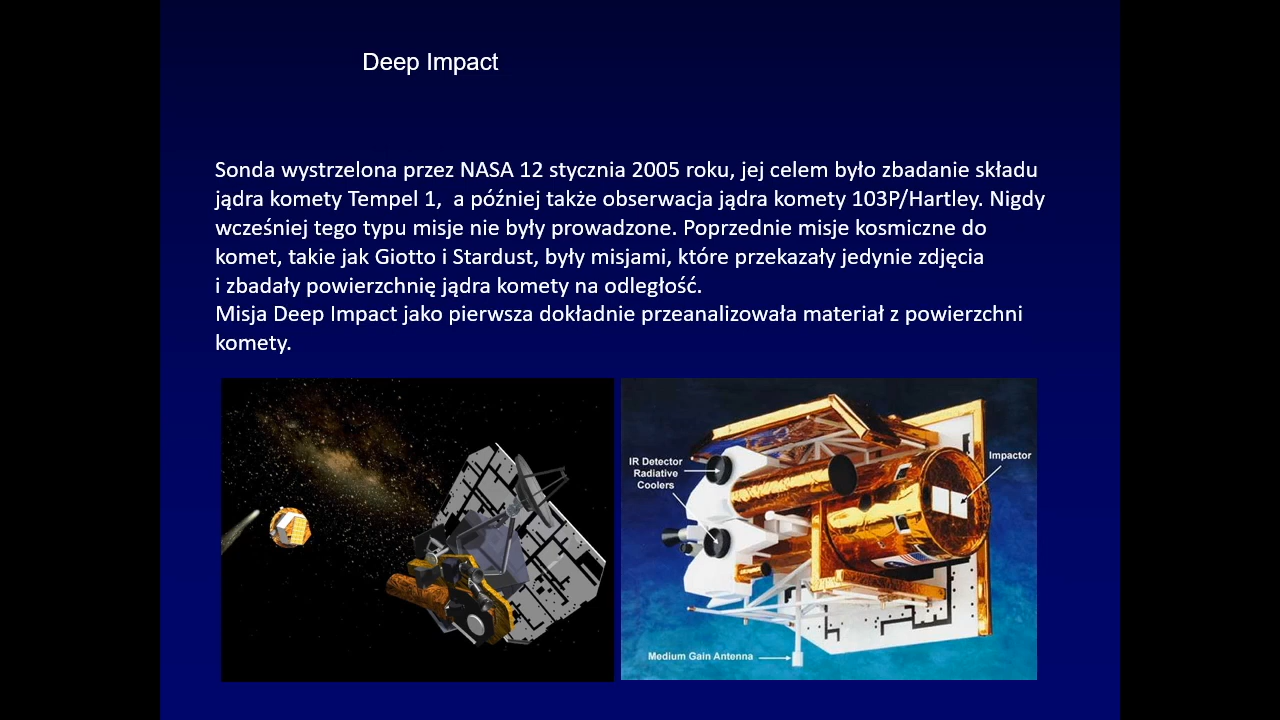 Deep Impact
Sonda wystrzelona przez NASA 12 stycznia 2005 roku, jej celem było zbadanie składu
jądra komety Tempel 1,  a później także obserwacja jądra komety 103P/Hartley. Nigdy
wcześniej tego typu misje nie były prowadzone. Poprzednie misje kosmiczne do
komet, takie jak Giotto i Stardust, były misjami, które przekazały jedynie zdjęcia
i zbadały powierzchnię jądra komety na odległość.
Misja Deep Impact jako pierwsza dokładnie przeanalizowała materiał z powierzchni
komety.
IR Detector
Radiative
Coolers
Impactor
Medium Gain Antenna